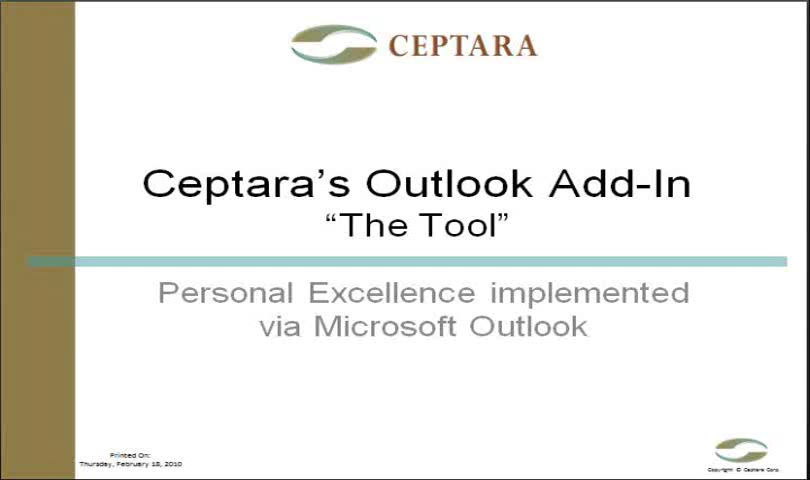 CEPTARA
Ceptara's Outlook Add-In
“The Tool”
Personal Excellence implemented
via Microsoft Outlook
Printed On:
Thursday, February 18, 2010
Copyright © Ceptara Corp